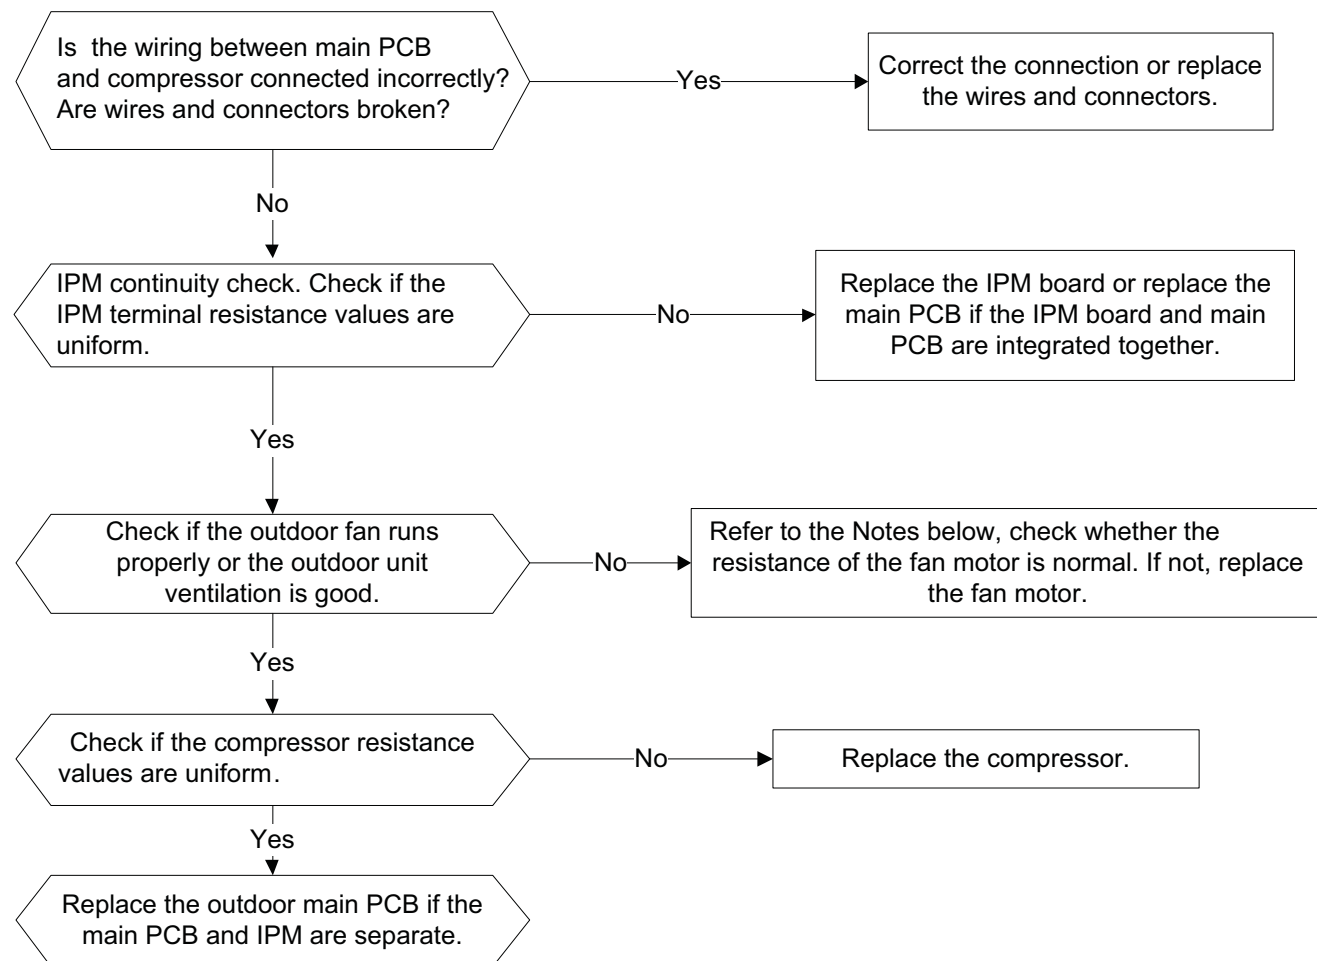 Is the wiring between main PCB
and compressor connected incorrectly?
Are wires and connectors broken?
Yes
Correct the connection or replace
the wires and connectors.
No
IPM continuity check. Check if the
IPM terminal resistance values are
uniform.
No
Replace the IPM board or replace the
main PCB if the IPM board and main
PCB are integrated together.
Yes
Check if the outdoor fan runs
properly or the outdoor unit
ventilation is good.
No
Refer to the Notes below, check whether the
resistance of the fan motor is normal. If not, replace
the fan motor.
Yes
Check if the compressor resistance
values are uniform.
No
Replace the compressor.
Yes
Replace the outdoor main PCB if the
main PCB and IPM are separate.